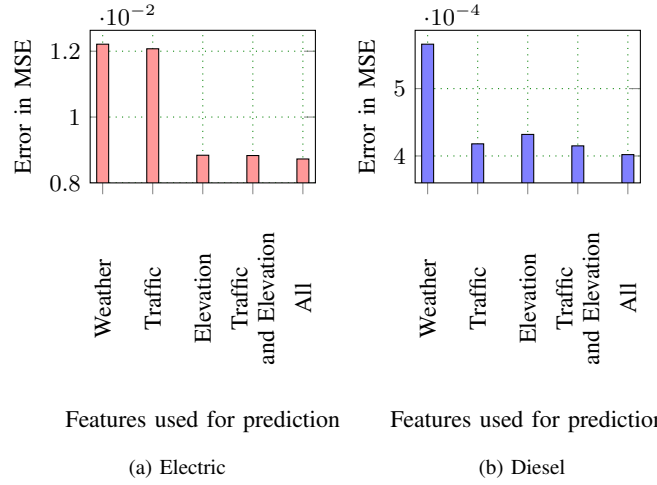 ·10⁻²
Error in MSE
1.2
1
0.8
Weather
Traffic
Elevation
Traffic
and Elevation
All
Features used for prediction
(a) Electric
·10⁻⁴
Error in MSE
5
4
Weather
Traffic
Elevation
Traffic
and Elevation
All
Features used for prediction
(b) Diesel